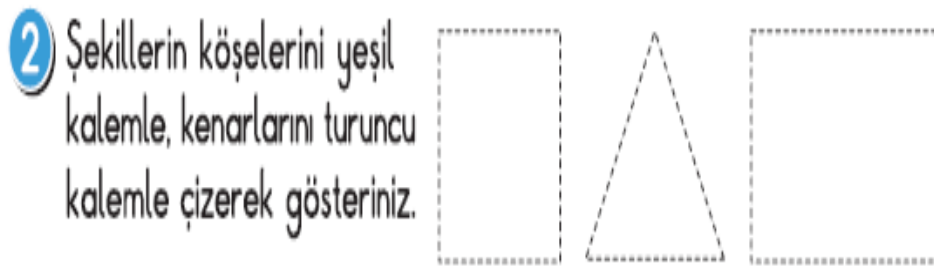 2 Şekillerin köşelerini yeşil
kalemle, kenarlarını turuncu
kalemle çizerek gösteriniz.